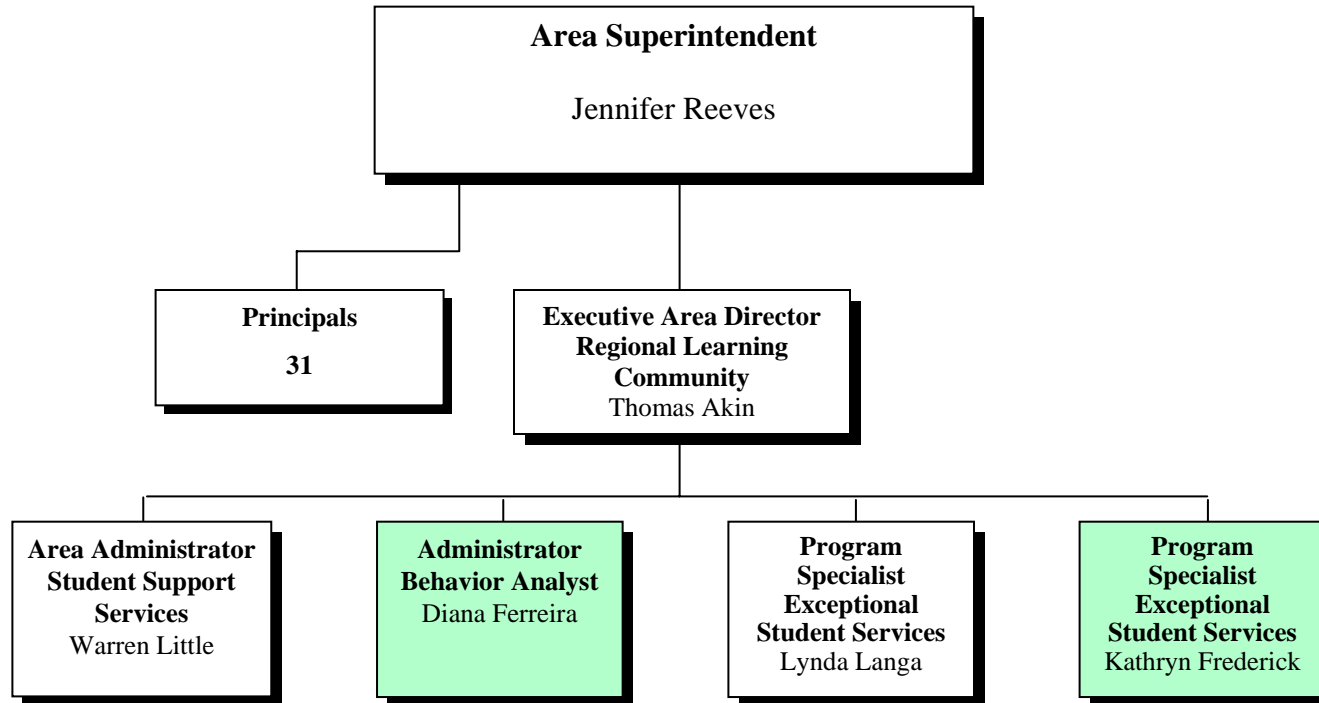 Area Superintendent
Jennifer Reeves
Principals
31
Executive Area Director
Regional Learning
Community
Thomas Akin
Area Administrator
Student Support
Services
Warren Little
Administrator
Behavior Analyst
Diana Ferreira
Program
Specialist
Exceptional
Student Services
Lynda Langa
Program
Specialist
Exceptional
Student Services
Kathryn Frederick